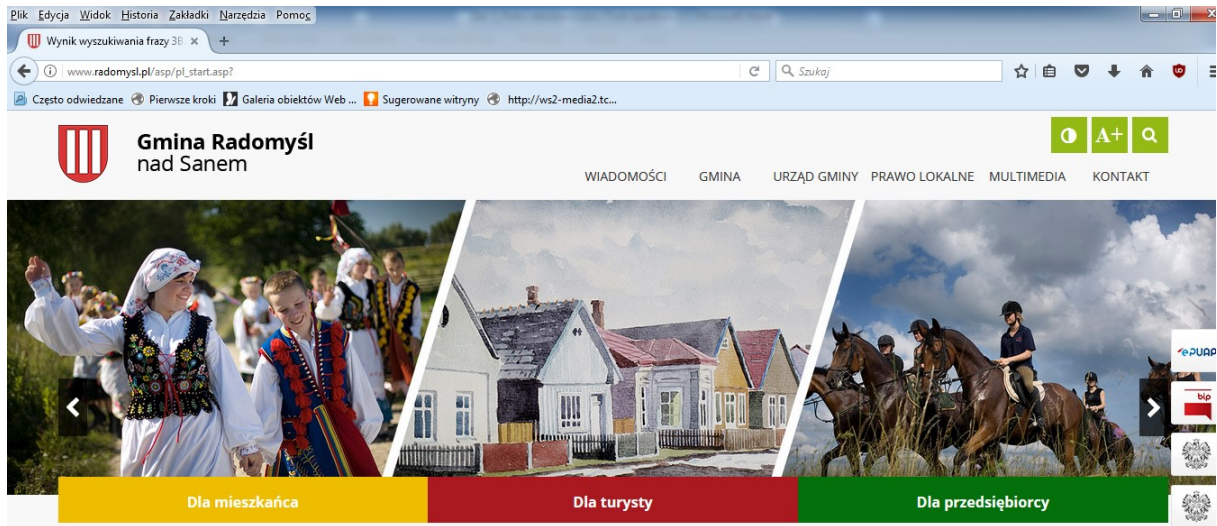 Plik Edycja Widok Historia Zakładki Narzędzia Pomoc
Wynik wyszukiwania frazy 3B
www.radomysl.pl/asp/pl_start.asp?
Szukaj
Często odwiedzane Pierwsze kroki Galeria obiektów Web ... Sugerowane witryny http://ws2-media2.tc...
Gmina Radomyśl
nad Sanem
A+
WIADOMOŚCI GMINA URZĄD GMINY PRAWO LOKALNE MULTIMEDIA KONTAKT
ePUAP
bip
Dla mieszkańca Dla turysty Dla przedsiębiorcy